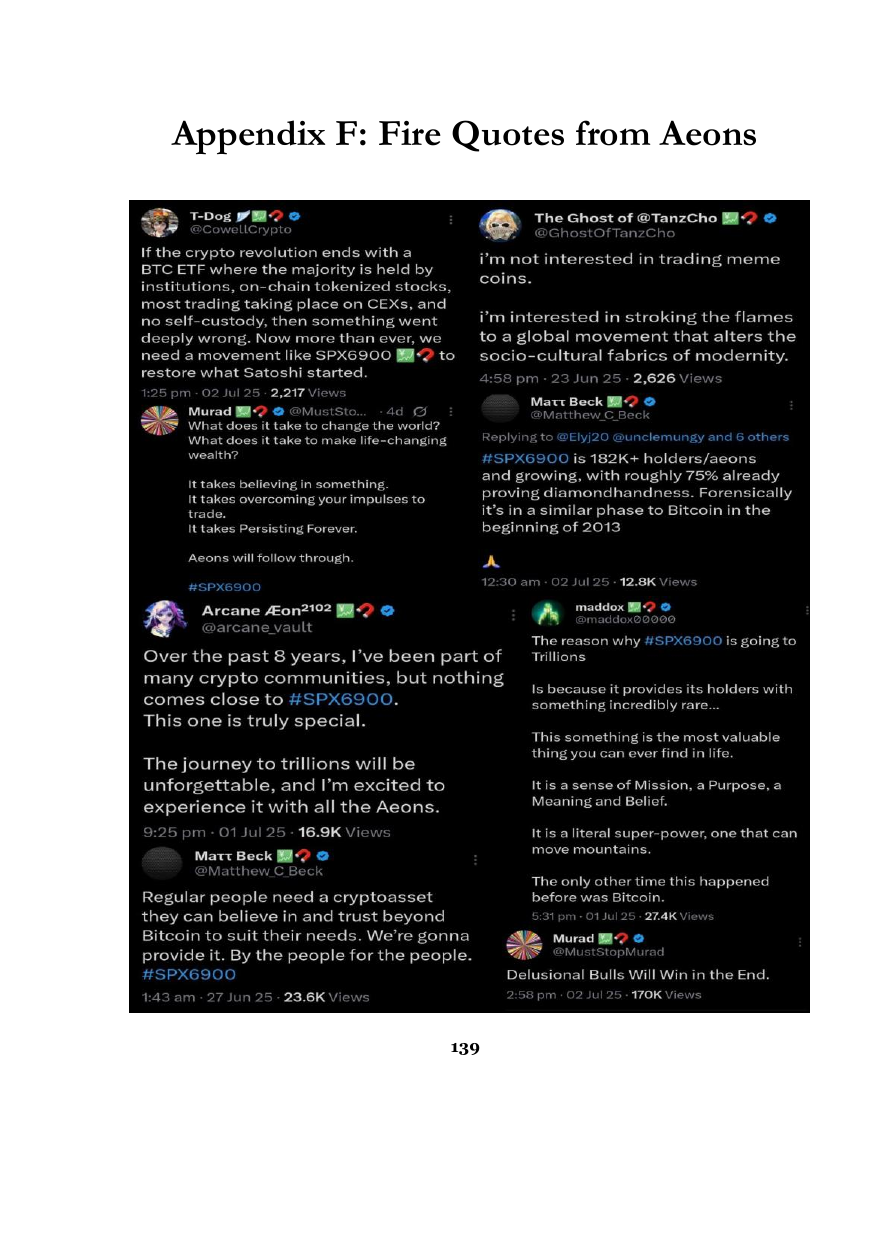 Appendix F: Fire Quotes from Aeons
T-Dog
@CowellCrypto
If the crypto revolution ends with a
BTC ETF where the majority is held by
institutions, on-chain tokenized stocks,
most trading taking place on CEXs, and
no self-custody, then something went
deeply wrong. Now more than ever, we
need a movement like SPX6900 💹❓ to
restore what Satoshi started.
1:25 pm · 02 Jul 25 · 2,217 Views
Murad 💹❓ @MustSto... · 4d
What does it take to change the world?
What does it take to make life-changing
wealth?
It takes believing in something.
It takes overcoming your impulses to
trade.
It takes Persisting Forever.
Aeons will follow through.
#SPX6900
Arcane Æon²¹⁰² 💹❓
@arcane_vault
Over the past 8 years, I've been part of
many crypto communities, but nothing
comes close to #SPX6900.
This one is truly special.
The journey to trillions will be
unforgettable, and I'm excited to
experience it with all the Aeons.
9:25 pm · 01 Jul 25 · 16.9K Views
Mαττ Beck 💹❓
@Matthew_C_Beck
Regular people need a cryptoasset
they can believe in and trust beyond
Bitcoin to suit their needs. We're gonna
provide it. By the people for the people.
#SPX6900
1:43 am · 27 Jun 25 · 23.6K Views
The Ghost of @TanzCho 💹❓
@GhostOfTanzCho
i'm not interested in trading meme
coins.
i'm interested in stroking the flames
to a global movement that alters the
socio-cultural fabrics of modernity.
4:58 pm · 23 Jun 25 · 2,626 Views
Mαττ Beck 💹❓
@Matthew_C_Beck
Replying to @Elyj20 @unclemungy and 6 others
#SPX6900 is 182K+ holders/aeons
and growing, with roughly 75% already
proving diamondhandness. Forensically
it's in a similar phase to Bitcoin in the
beginning of 2013
🙏
12:30 am · 02 Jul 25 · 12.8K Views
maddox 💹❓
@maddox00000
The reason why #SPX6900 is going to
Trillions
Is because it provides its holders with
something incredibly rare...
This something is the most valuable
thing you can ever find in life.
It is a sense of Mission, a Purpose, a
Meaning and Belief.
It is a literal super-power, one that can
move mountains.
The only other time this happened
before was Bitcoin.
5:31 pm · 01 Jul 25 · 27.4K Views
Murad 💹❓
@MustStopMurad
Delusional Bulls Will Win in the End.
2:58 pm · 02 Jul 25 · 170K Views
139